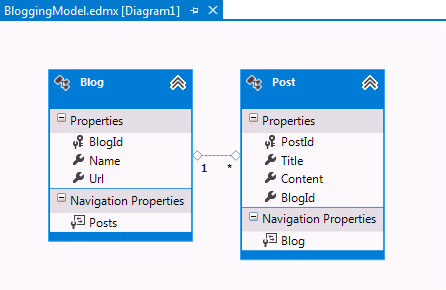 BloggingModel.edmx [Diagram1]
Blog
Properties
BlogId
Name
Url
Navigation Properties
Posts
1 *
Post
Properties
PostId
Title
Content
BlogId
Navigation Properties
Blog